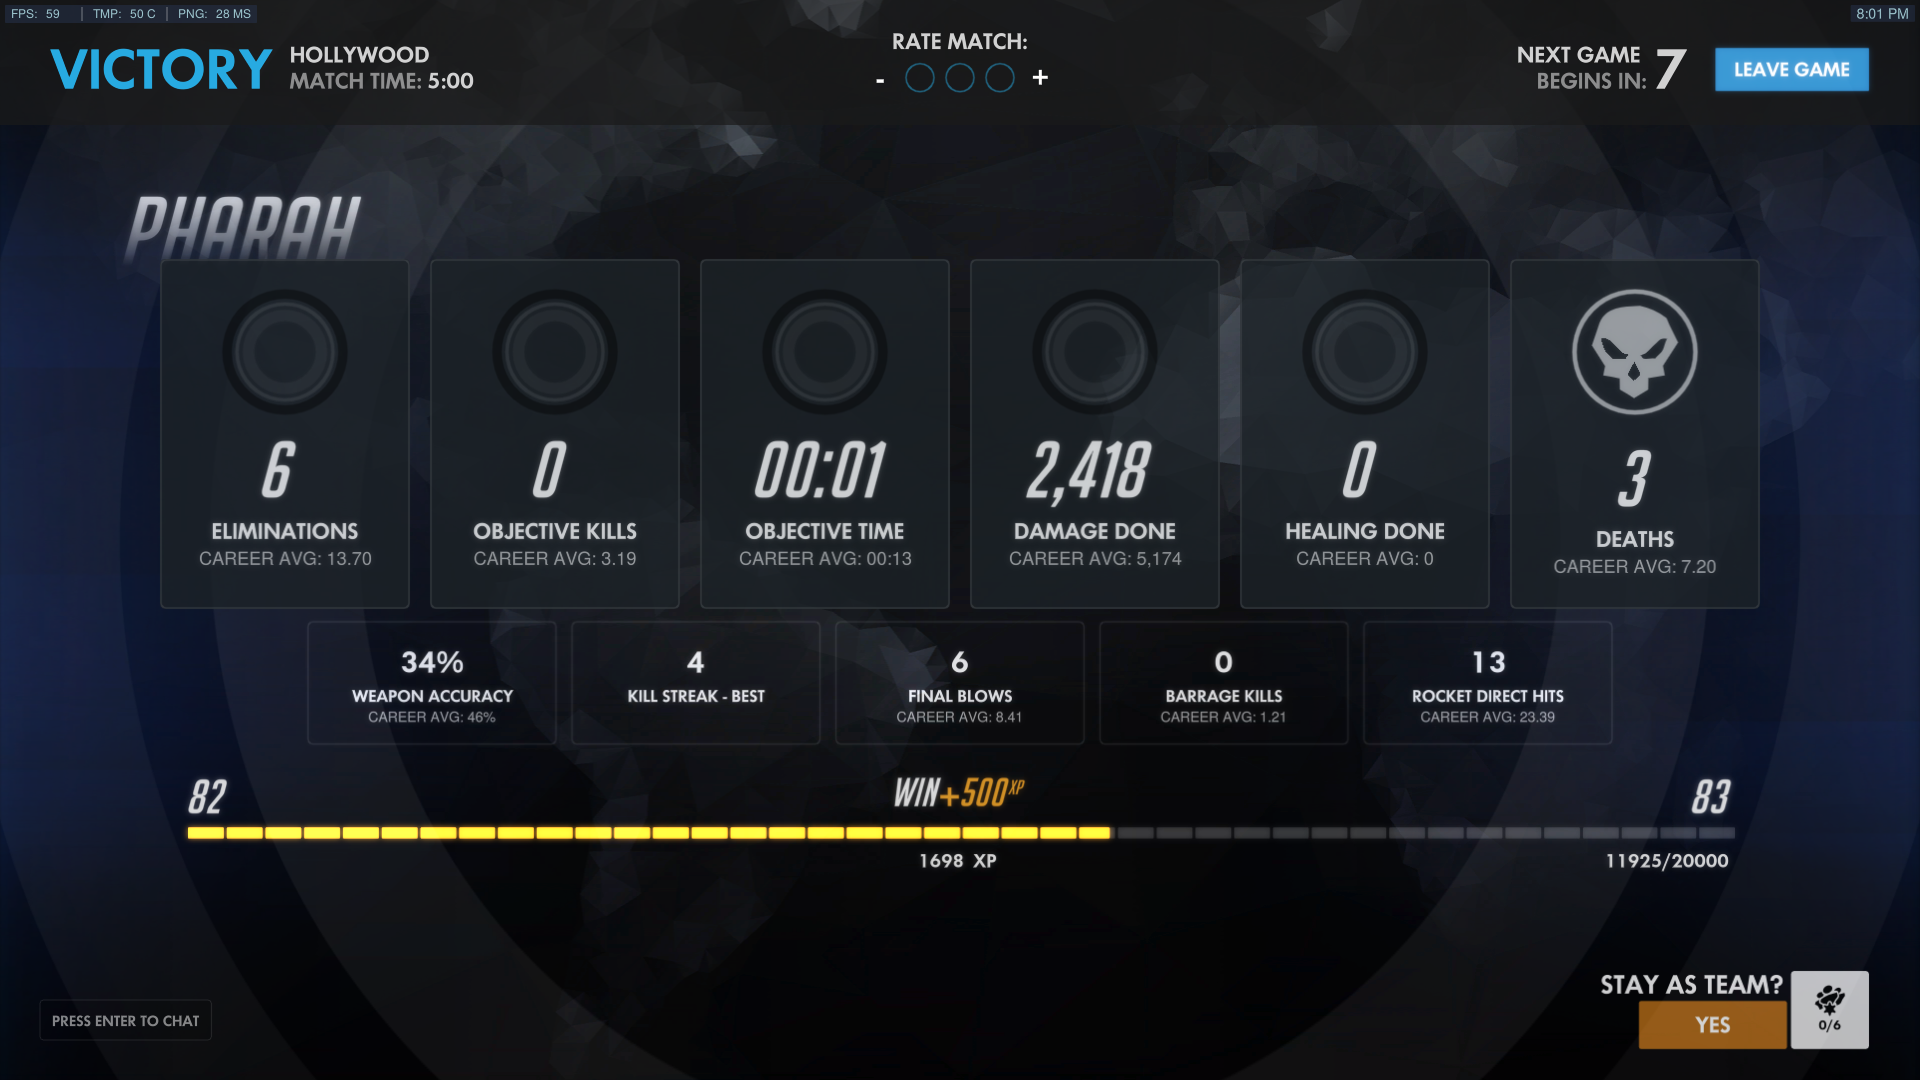 FPS: 59 | TMP: 50 C | PNG: 28 MS
8:01 PM
VICTORY
HOLLYWOOD
MATCH TIME: 5:00
RATE MATCH:
- +
NEXT GAME
BEGINS IN: 7
LEAVE GAME
PHARAH
6
ELIMINATIONS
CAREER AVG: 13.70
0
OBJECTIVE KILLS
CAREER AVG: 3.19
00:01
OBJECTIVE TIME
CAREER AVG: 00:13
2,418
DAMAGE DONE
CAREER AVG: 5,174
0
HEALING DONE
CAREER AVG: 0
3
DEATHS
CAREER AVG: 7.20
34%
WEAPON ACCURACY
CAREER AVG: 46%
4
KILL STREAK - BEST
6
FINAL BLOWS
CAREER AVG: 8.41
0
BARRAGE KILLS
CAREER AVG: 1.21
13
ROCKET DIRECT HITS
CAREER AVG: 23.39
82
WIN+500XP
83
1698 XP
11925/20000
STAY AS TEAM?
YES
0/6
PRESS ENTER TO CHAT